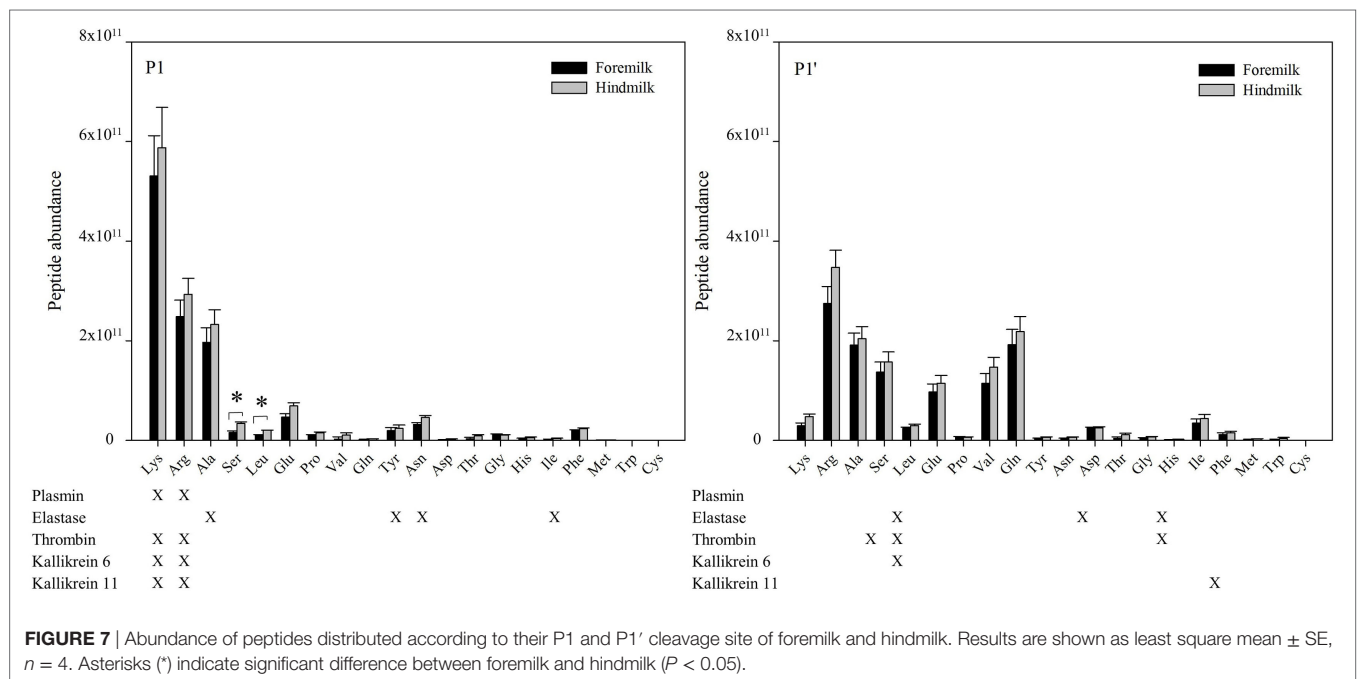 8x10¹¹
P1
Foremilk
Hindmilk
6x10¹¹
Peptide abundance
4x10¹¹
2x10¹¹
* *
0
Lys Arg Ala Ser Leu Glu Pro Val Gln Tyr Asn Asp Thr Gly His Ile Phe Met Trp Cys
Plasmin X X
Elastase X X X X
Thrombin X X
Kallikrein 6 X X
Kallikrein 11 X X
8x10¹¹
P1'
Foremilk
Hindmilk
6x10¹¹
Peptide abundance
4x10¹¹
2x10¹¹
0
Lys Arg Ala Ser Leu Glu Pro Val Gln Tyr Asn Asp Thr Gly His Ile Phe Met Trp Cys
Plasmin
Elastase X X X
Thrombin X X X
Kallikrein 6 X
Kallikrein 11 X
FIGURE 7 | Abundance of peptides distributed according to their P1 and P1′ cleavage site of foremilk and hindmilk. Results are shown as least square mean ± SE,
n = 4. Asterisks (*) indicate significant difference between foremilk and hindmilk (P < 0.05).